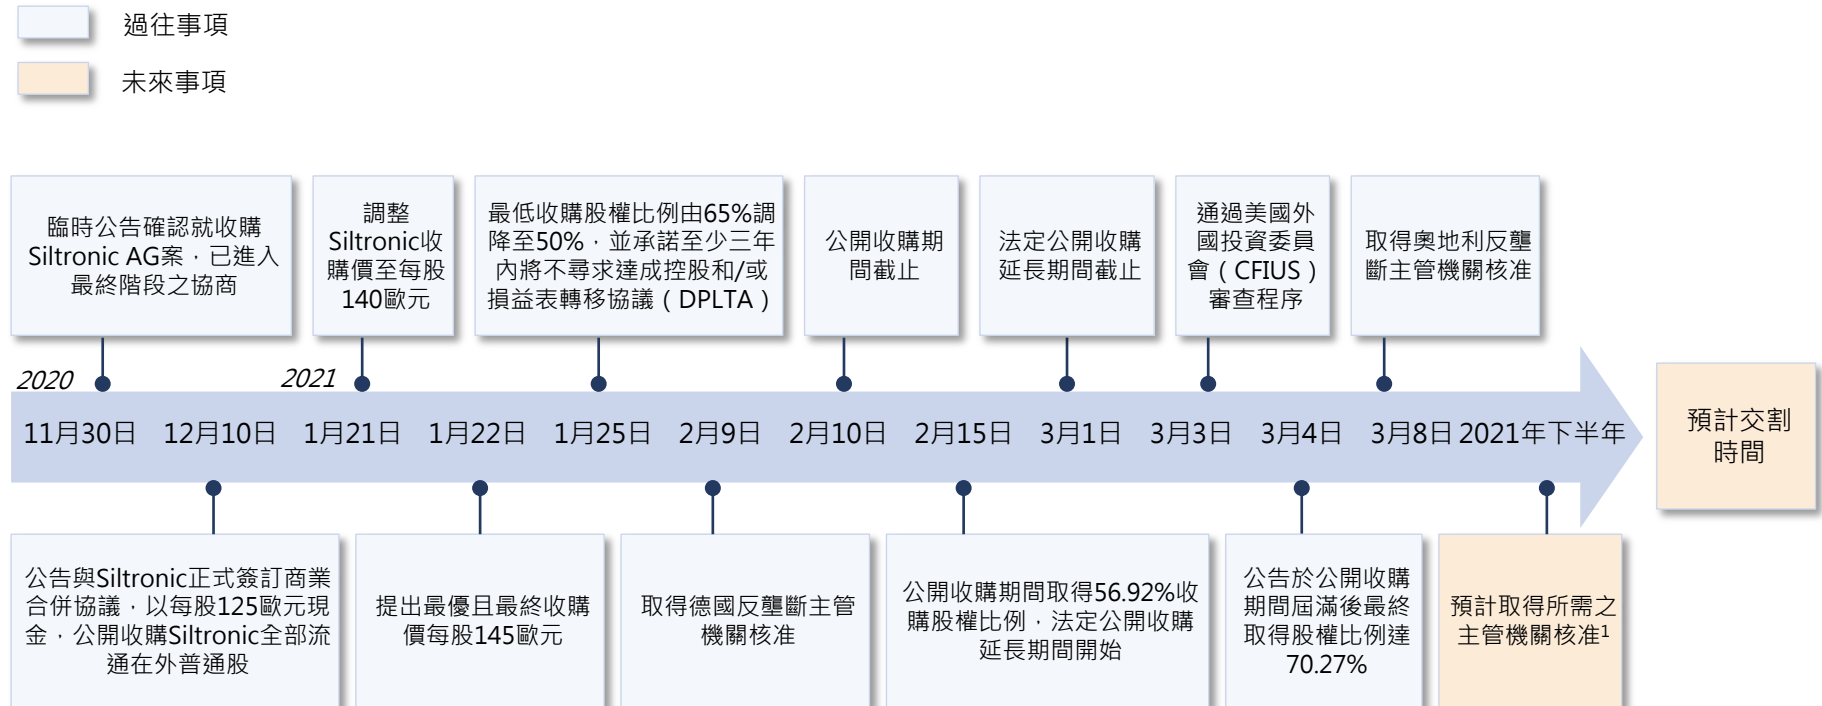 過往事項
未來事項
臨時公告確認就收購
Siltronic AG案，已進入
最終階段之協商
調整
Siltronic收
購價至每股
140歐元
最低收購股權比例由65%調
降至50%，並承諾至少三年
內將不尋求達成控股和/或
損益表轉移協議（DPLTA）
公開收購期
間截止
法定公開收購
延長期間截止
通過美國外
國投資委員
會（CFIUS）
審查程序
取得奧地利反壟
斷主管機關核准
2020
2021
11月30日 12月10日 1月21日 1月22日 1月25日 2月9日 2月10日 2月15日 3月1日 3月3日 3月4日 3月8日 2021年下半年
預計交割
時間
公告與Siltronic正式簽訂商業
合併協議，以每股125歐元現
金，公開收購Siltronic全部流
通在外普通股
提出最優且最終收購
價每股145歐元
取得德國反壟斷主管
機關核准
公開收購期間取得56.92%收
購股權比例，法定公開收購
延長期間開始
公告於公開收購
期間屆滿後最終
取得股權比例達
70.27%
預計取得所需之
主管機關核准¹